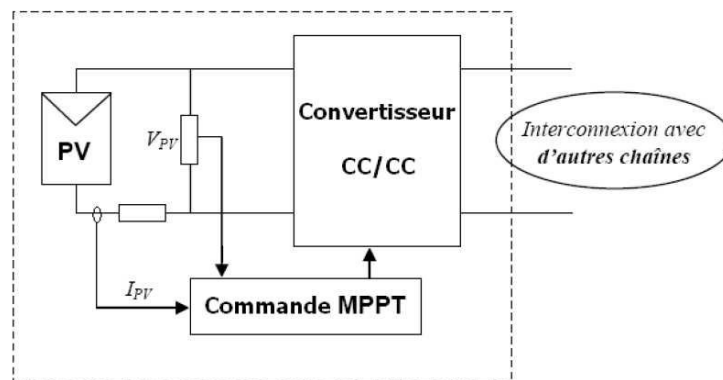 PV
V_PV
Convertisseur
CC/CC
Interconnexion avec
d'autres chaînes
I_PV
Commande MPPT